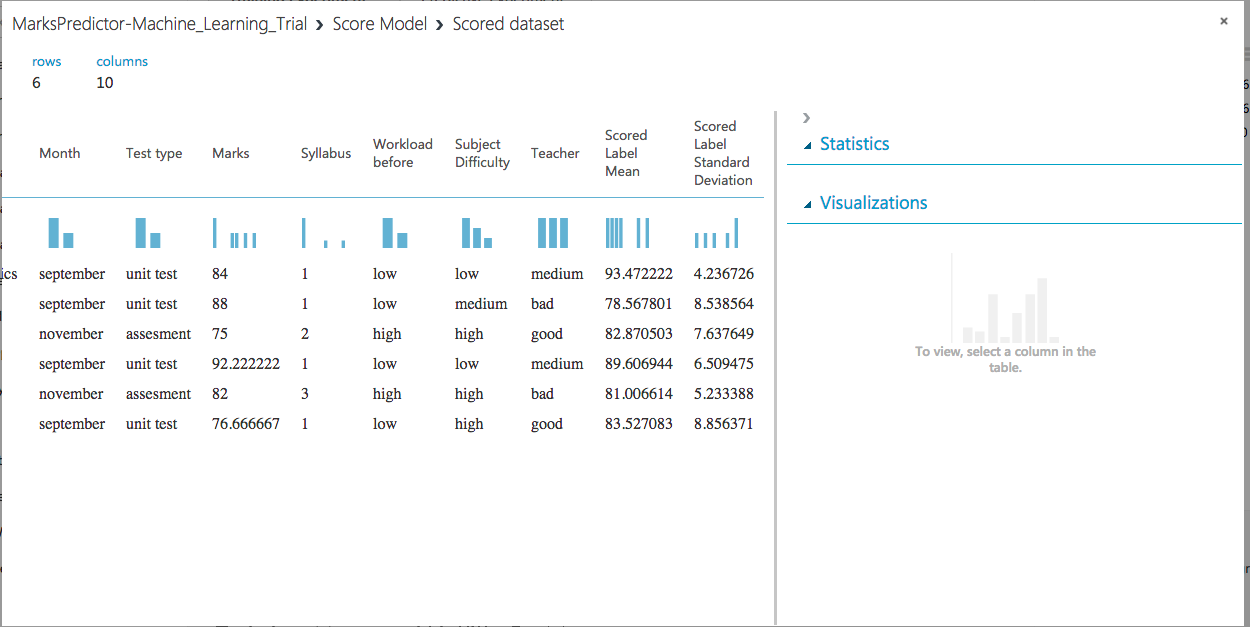 MarksPredictor-Machine_Learning_Trial › Score Model › Scored dataset
×
rows columns
6 10
Month Test type Marks Syllabus Workload before Subject Difficulty Teacher Scored Label Mean Scored Label Standard Deviation
ics september unit test 84 1 low low medium 93.472222 4.236726
september unit test 88 1 low medium bad 78.567801 8.538564
november assesment 75 2 high high good 82.870503 7.637649
september unit test 92.222222 1 low low medium 89.606944 6.509475
november assesment 82 3 high high bad 81.006614 5.233388
september unit test 76.666667 1 low high good 83.527083 8.856371
Statistics
Visualizations
To view, select a column in the
table.